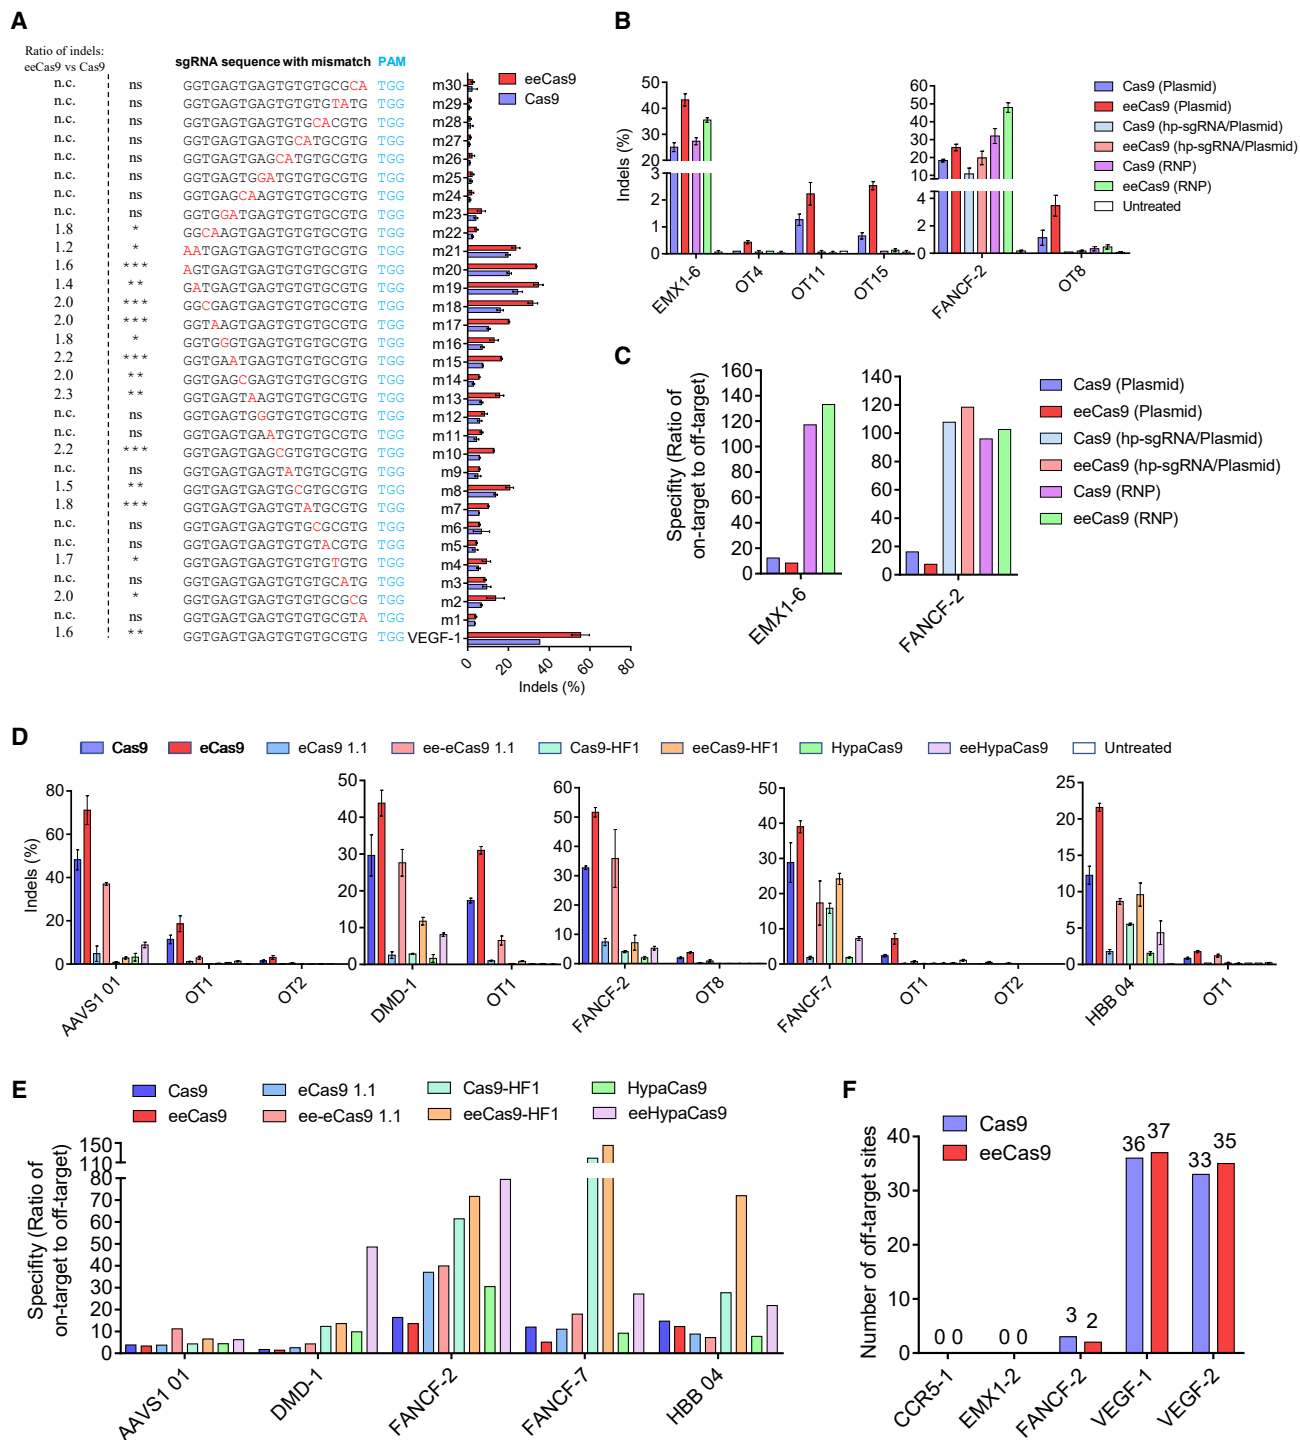 A
Ratio of indels:
eeCas9 vs Cas9
sgRNA sequence with mismatch PAM
eeCas9
Cas9
n.c. ns GGTGAGTGAGTGTGTGCGCA TGG m30
n.c. ns GGTGAGTGAGTGTGTGTATG TGG m29
n.c. ns GGTGAGTGAGTGTGCACGTG TGG m28
n.c. ns GGTGAGTGAGTGCATGCGTG TGG m27
n.c. ns GGTGAGTGAGCATGTGCGTG TGG m26
n.c. ns GGTGAGTGGATGTGTGCGTG TGG m25
n.c. ns GGTGAGCAAGTGTGTGCGTG TGG m24
n.c. ns GGTGGATGAGTGTGTGCGTG TGG m23
1.8 * GGCAAGTGAGTGTGTGCGTG TGG m22
1.2 * AATGAGTGAGTGTGTGCGTG TGG m21
1.6 *** AGTGAGTGAGTGTGTGCGTG TGG m20
1.4 ** GATGAGTGAGTGTGTGCGTG TGG m19
2.0 *** GGCGAGTGAGTGTGTGCGTG TGG m18
2.0 *** GGTAAGTGAGTGTGTGCGTG TGG m17
1.8 * GGTGGGTGAGTGTGTGCGTG TGG m16
2.2 *** GGTGAATGAGTGTGTGCGTG TGG m15
2.0 ** GGTGAGCGAGTGTGTGCGTG TGG m14
2.3 ** GGTGAGTAAGTGTGTGCGTG TGG m13
n.c. ns GGTGAGTGGGTGTGTGCGTG TGG m12
n.c. ns GGTGAGTGAATGTGTGCGTG TGG m11
2.2 *** GGTGAGTGAGCGTGTGCGTG TGG m10
n.c. ns GGTGAGTGAGTATGTGCGTG TGG m9
1.5 ** GGTGAGTGAGTGCGTGCGTG TGG m8
1.8 *** GGTGAGTGAGTGTATGCGTG TGG m7
n.c. ns GGTGAGTGAGTGTGCGCGTG TGG m6
n.c. ns GGTGAGTGAGTGTGTACGTG TGG m5
1.7 * GGTGAGTGAGTGTGTGTGTG TGG m4
n.c. ns GGTGAGTGAGTGTGTGCATG TGG m3
2.0 * GGTGAGTGAGTGTGTGCGCG TGG m2
n.c. ns GGTGAGTGAGTGTGTGCGTA TGG m1
1.6 ** GGTGAGTGAGTGTGTGCGTG TGG VEGF-1
0 20 40 60 80
Indels (%)
B
Indels (%)
50
40
30
20
3
2
1
0
EMX1-6 OT4 OT11 OT15
60
50
40
30
20
10
4
2
0
FANCF-2 OT8
Cas9 (Plasmid)
eeCas9 (Plasmid)
Cas9 (hp-sgRNA/Plasmid)
eeCas9 (hp-sgRNA/Plasmid)
Cas9 (RNP)
eeCas9 (RNP)
Untreated
C
Specifity (Ratio of
on-target to off-target)
160
140
120
100
80
60
40
20
0
EMX1-6
140
120
100
80
60
40
20
0
FANCF-2
Cas9 (Plasmid)
eeCas9 (Plasmid)
Cas9 (hp-sgRNA/Plasmid)
eeCas9 (hp-sgRNA/Plasmid)
Cas9 (RNP)
eeCas9 (RNP)
D
Cas9 eCas9 eCas9 1.1 ee-eCas9 1.1 Cas9-HF1 eeCas9-HF1 HypaCas9 eeHypaCas9 Untreated
Indels (%)
80
60
40
20
0
AAVS1 01 OT1 OT2
50
40
30
20
10
0
DMD-1 OT1
60
50
40
30
20
10
0
FANCF-2 OT8
50
40
30
20
10
0
FANCF-7 OT1 OT2
25
20
15
10
5
0
HBB 04 OT1
E
Cas9 eCas9 1.1 Cas9-HF1 HypaCas9
eeCas9 ee-eCas9 1.1 eeCas9-HF1 eeHypaCas9
Specifity (Ratio of
on-target to off-target)
150
110
80
70
60
50
40
30
20
10
0
AAVS1 01 DMD-1 FANCF-2 FANCF-7 HBB 04
F
Cas9
eeCas9
Number of off-target sites
40
30
20
10
0
0 0 0 0 3 2 36 37 33 35
CCR5-1 EMX1-2 FANCF-2 VEGF-1 VEGF-2